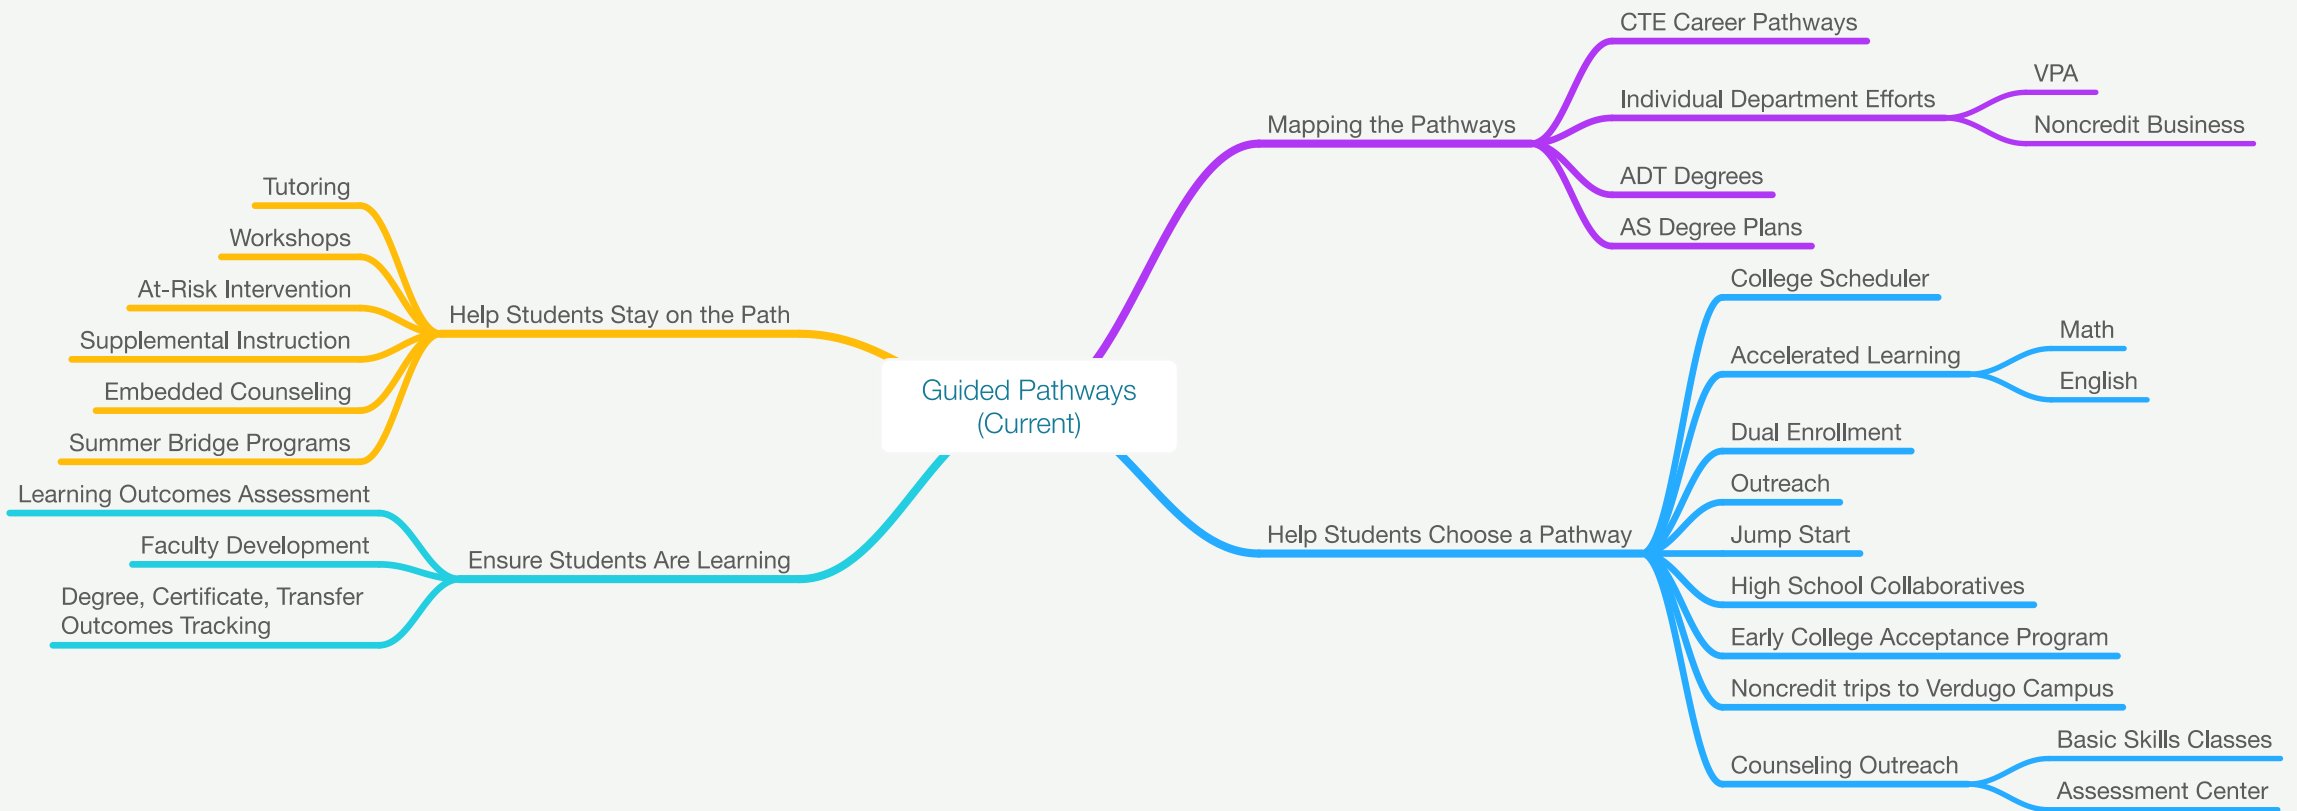 Guided Pathways
(Current)
Mapping the Pathways
CTE Career Pathways
Individual Department Efforts
VPA
Noncredit Business
ADT Degrees
AS Degree Plans
Help Students Choose a Pathway
College Scheduler
Accelerated Learning
Math
English
Dual Enrollment
Outreach
Jump Start
High School Collaboratives
Early College Acceptance Program
Noncredit trips to Verdugo Campus
Counseling Outreach
Basic Skills Classes
Assessment Center
Help Students Stay on the Path
Tutoring
Workshops
At-Risk Intervention
Supplemental Instruction
Embedded Counseling
Summer Bridge Programs
Ensure Students Are Learning
Learning Outcomes Assessment
Faculty Development
Degree, Certificate, Transfer
Outcomes Tracking